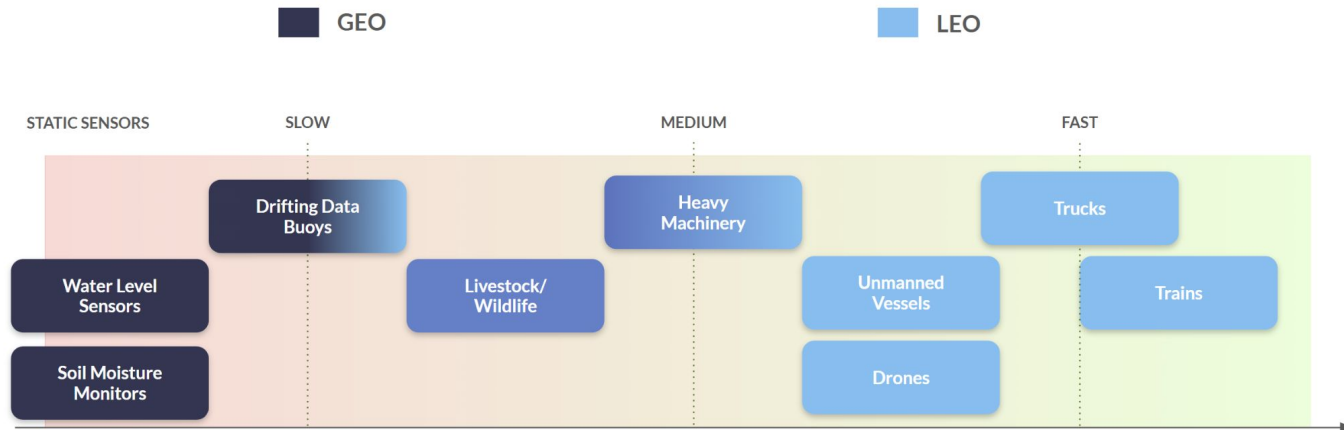 GEO
LEO
STATIC SENSORS
SLOW
MEDIUM
FAST
Drifting Data
Buoys
Heavy
Machinery
Trucks
Water Level
Sensors
Livestock/
Wildlife
Unmanned
Vessels
Trains
Soil Moisture
Monitors
Drones